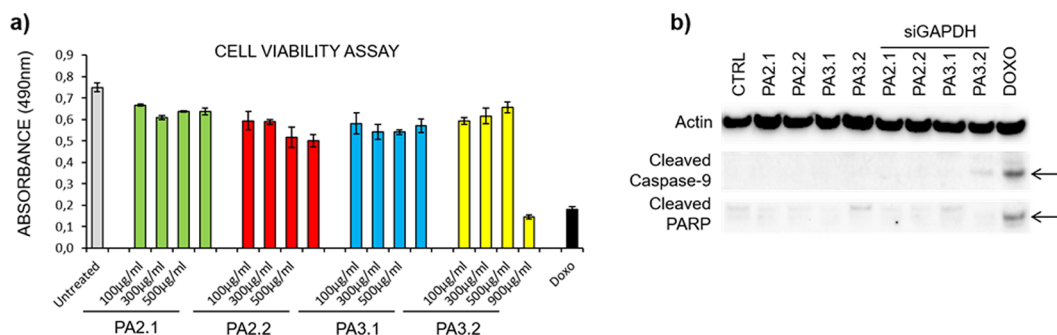 a)
CELL VIABILITY ASSAY
ABSORBANCE (490nm)
0,9
0,8
0,7
0,6
0,5
0,4
0,3
0,2
0,1
0,0
Untreated
100µg/ml
300µg/ml
500µg/ml
100µg/ml
300µg/ml
500µg/ml
100µg/ml
300µg/ml
500µg/ml
100µg/ml
300µg/ml
500µg/ml
900µg/ml
Doxo
PA2.1
PA2.2
PA3.1
PA3.2
b)
siGAPDH
CTRL
PA2.1
PA2.2
PA3.1
PA3.2
PA2.1
PA2.2
PA3.1
PA3.2
DOXO
Actin
Cleaved
Caspase-9
Cleaved
PARP